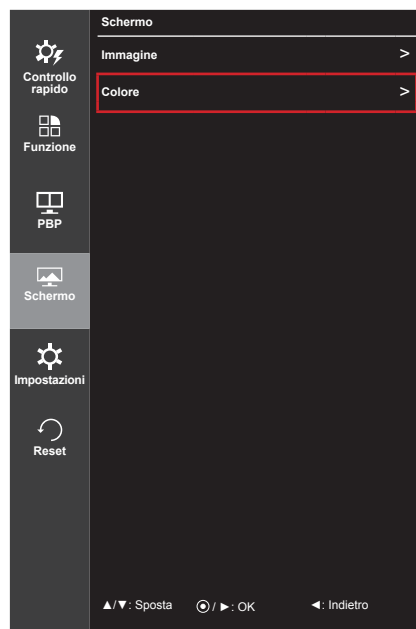 Schermo
Immagine >
Colore >
Controllo
rapido
Funzione
PBP
Schermo
Impostazioni
Reset
▲/▼: Sposta ⦿/ ►: OK ◄: Indietro